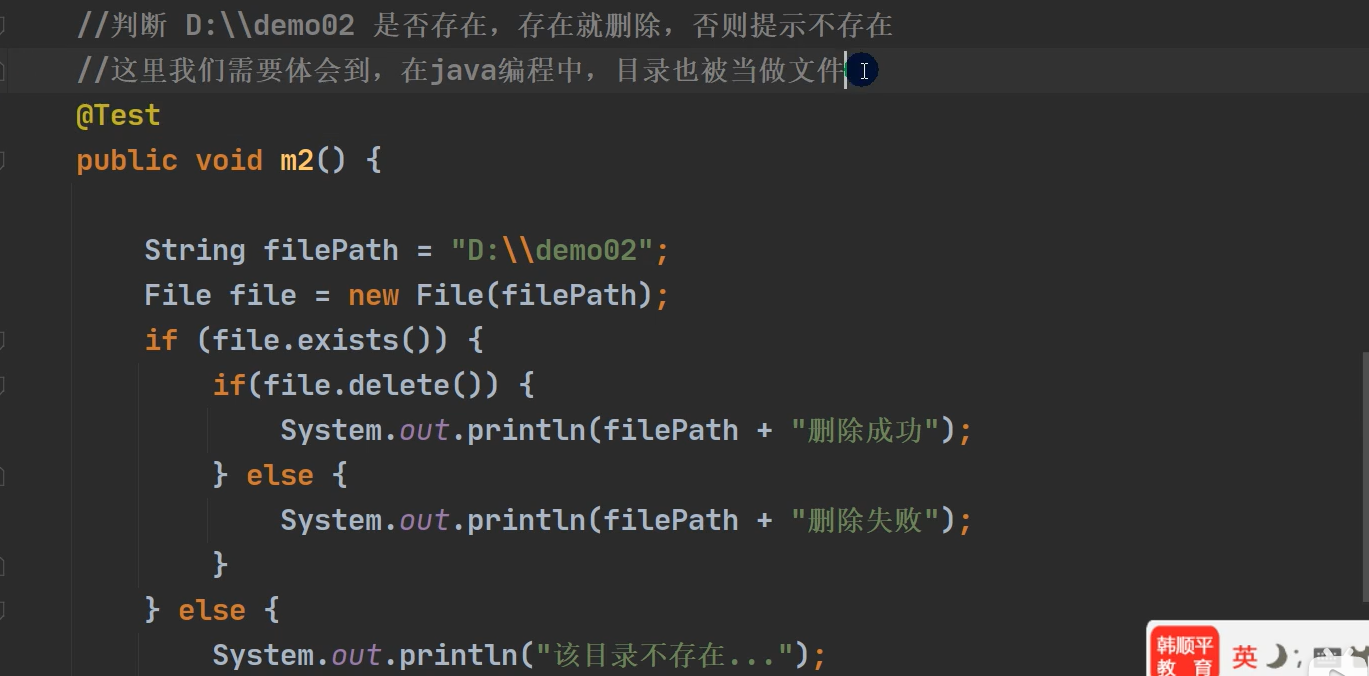 //判断 D:\\demo02 是否存在，存在就删除，否则提示不存在
//这里我们需要体会到，在java编程中，目录也被当做文件
@Test
public void m2() {
String filePath = "D:\\demo02";
File file = new File(filePath);
if (file.exists()) {
if(file.delete()) {
System.out.println(filePath + "删除成功");
} else {
System.out.println(filePath + "删除失败");
}
} else {
System.out.println("该目录不存在...");
韩顺平
教育
英